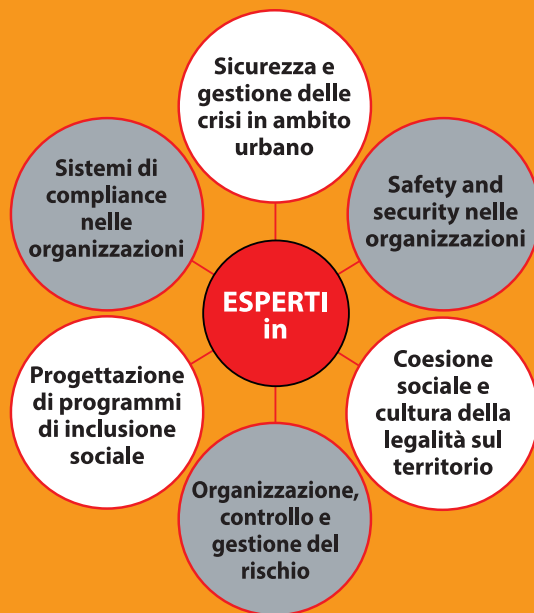 Sicurezza e
gestione delle
crisi in ambito
urbano
Sistemi di
compliance
nelle
organizzazioni
Safety and
security nelle
organizzazioni
ESPERTI
in
Progettazione
di programmi
di inclusione
sociale
Coesione
sociale e
cultura della
legalità sul
territorio
Organizzazione,
controllo e
gestione del
rischio